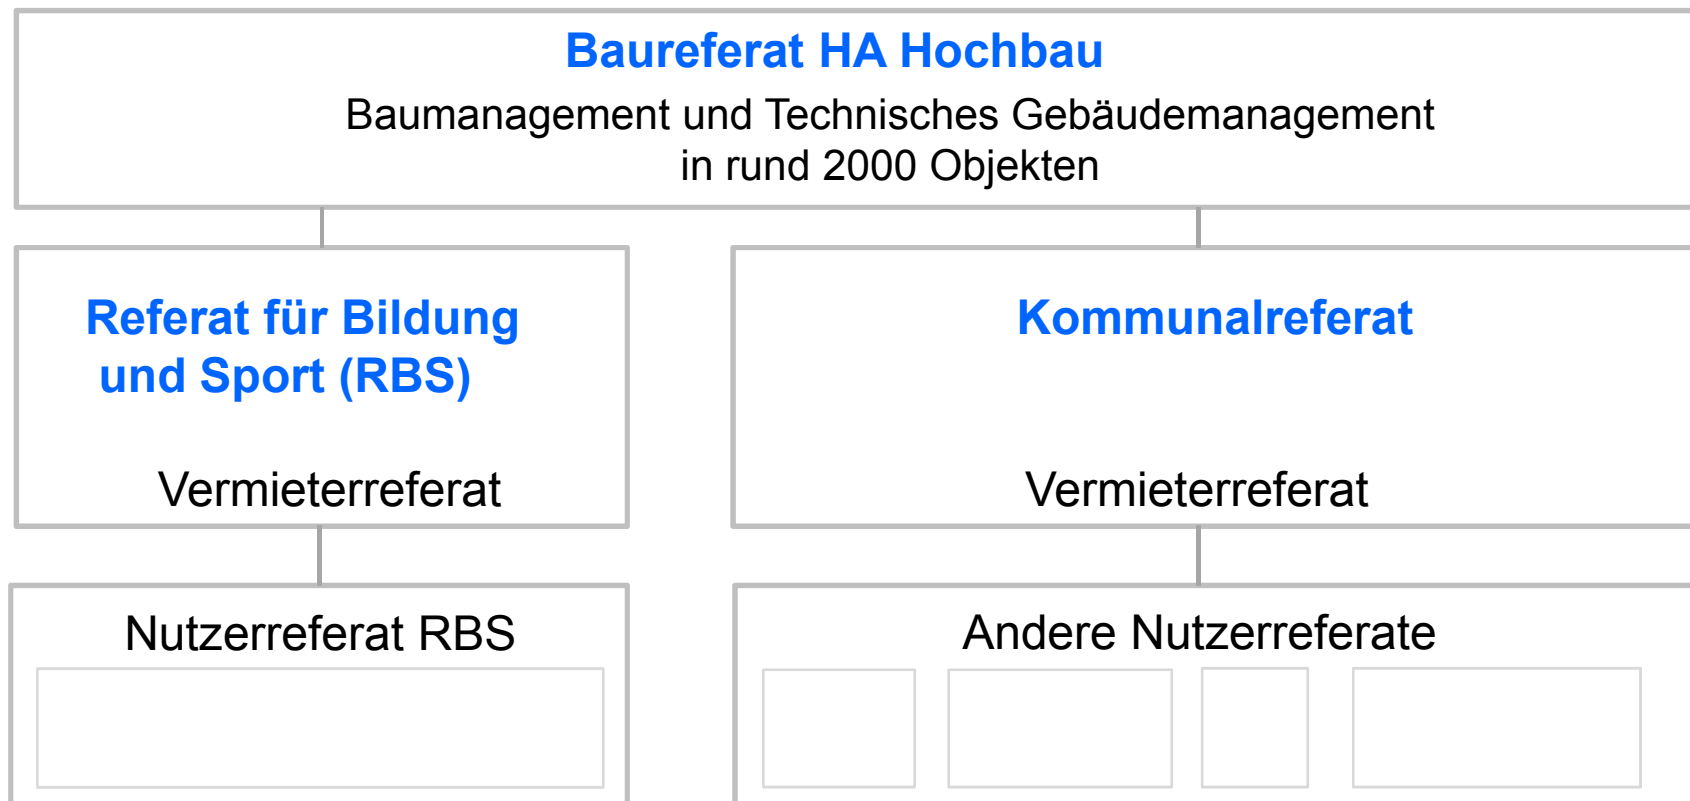 Baureferat HA Hochbau
Baumanagement und Technisches Gebäudemanagement
in rund 2000 Objekten
Referat für Bildung
und Sport (RBS)
Vermieterreferat
Kommunalreferat
Vermieterreferat
Nutzerreferat RBS
Andere Nutzerreferate